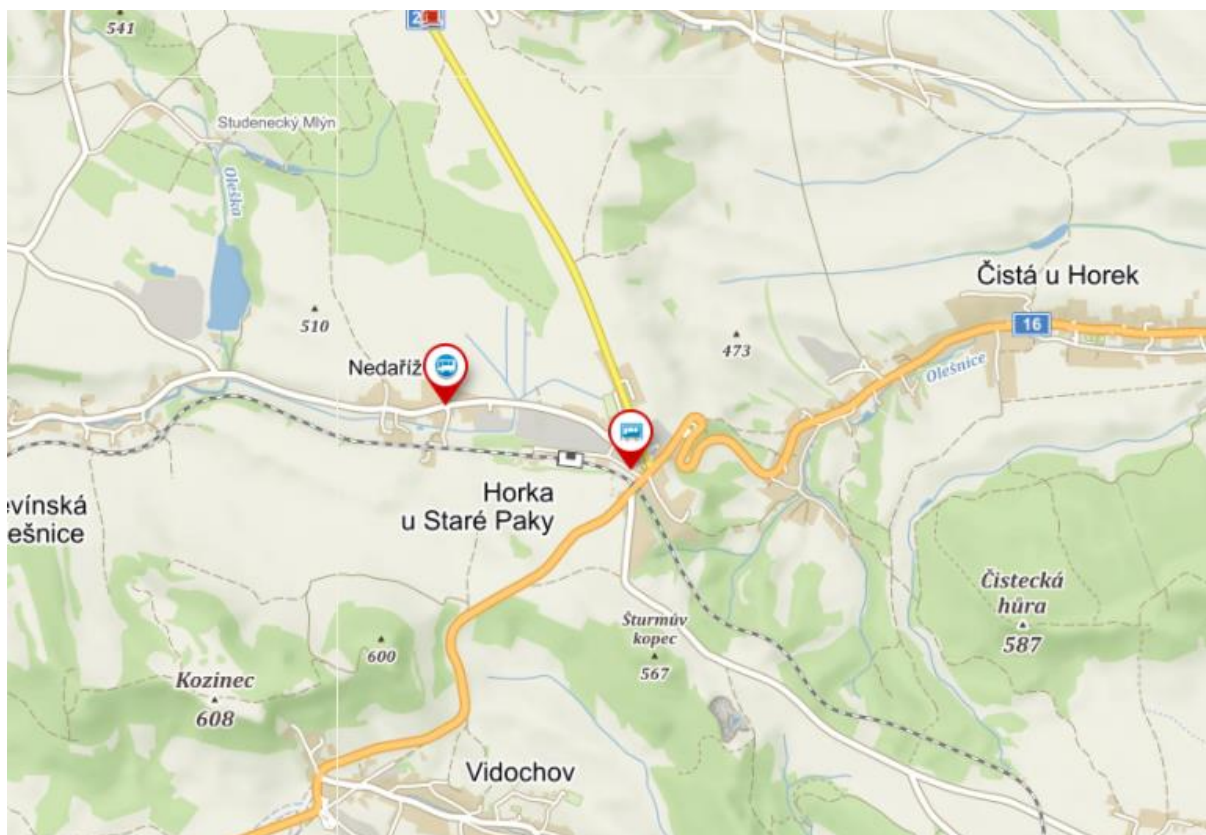 541
Studenecký Mlýn
Oleška
510
Nedaříž
473
Čistá u Horek
16
Olešnice
Horka
u Staré Paky
evínská
ešnice
Čistecká
hůra
587
Šturmův
kopec
567
600
Kozinec
608
Vidochov